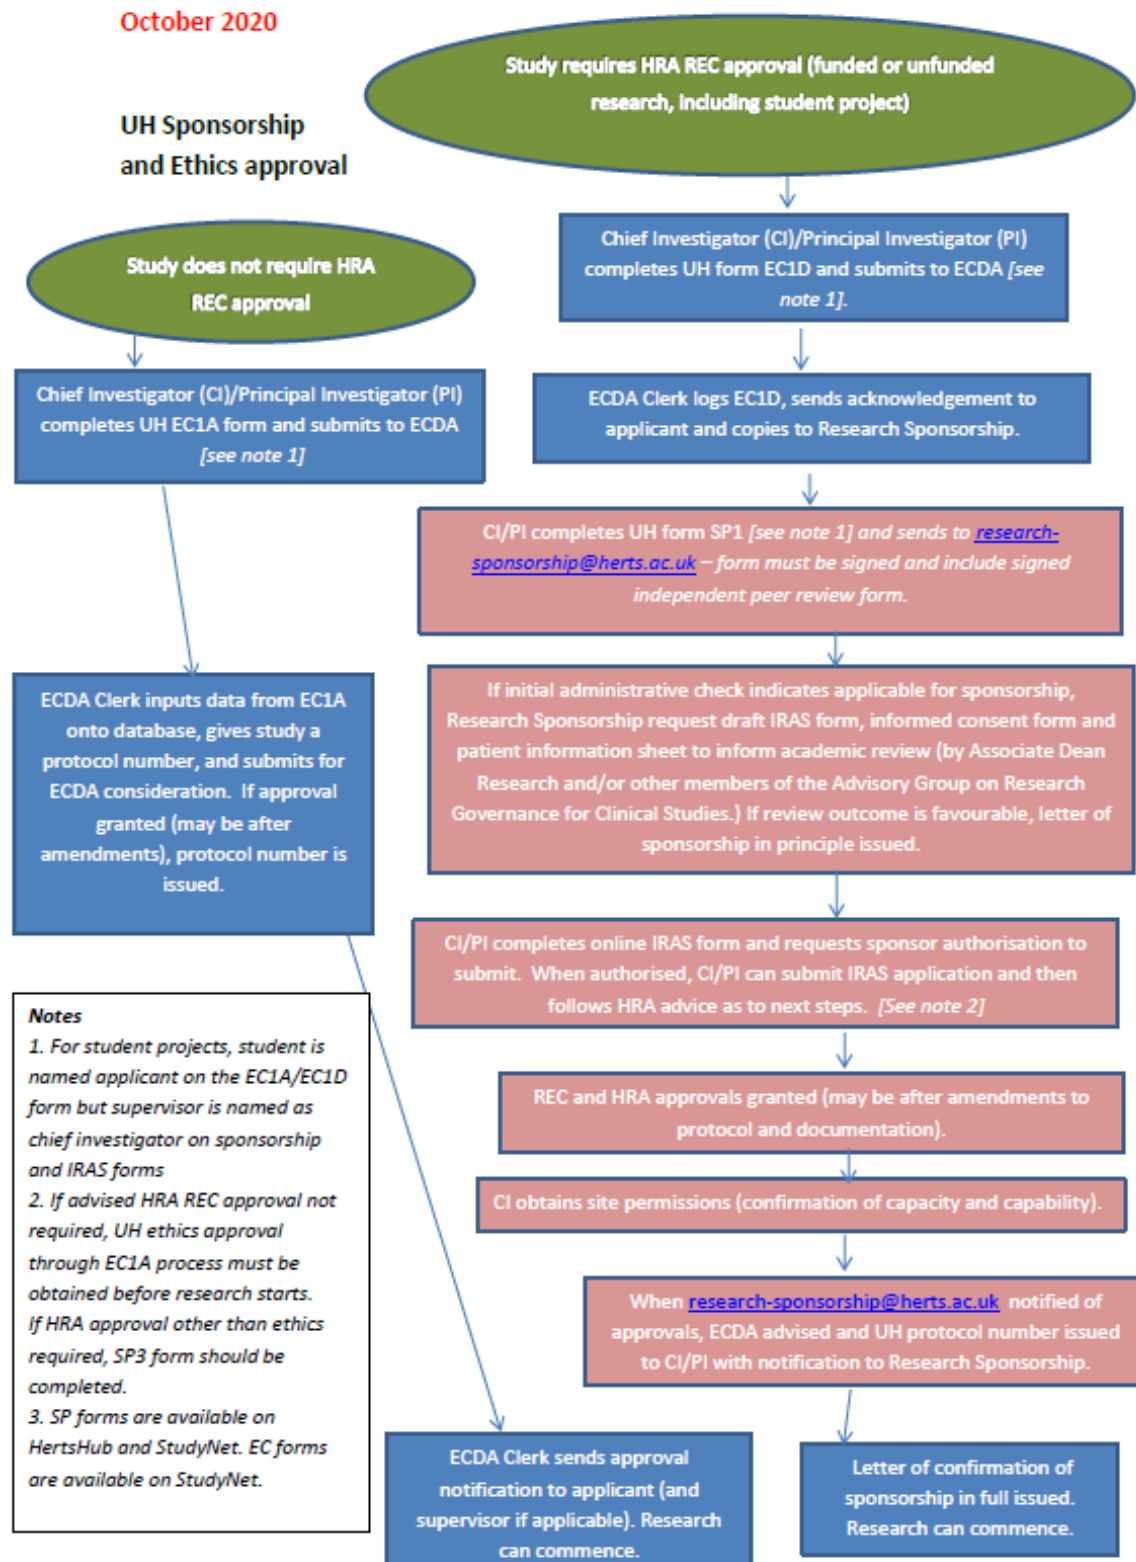 October 2020
UH Sponsorship
and Ethics approval
Study requires HRA REC approval (funded or unfunded
research, including student project)
Study does not require HRA
REC approval
Chief Investigator (CI)/Principal Investigator (PI)
completes UH form EC1D and submits to ECDA [see
note 1].
Chief Investigator (CI)/Principal Investigator (PI)
completes UH EC1A form and submits to ECDA
[see note 1]
ECDA Clerk logs EC1D, sends acknowledgement to
applicant and copies to Research Sponsorship.
CI/PI completes UH form SP1 [see note 1] and sends to research-
sponsorship@herts.ac.uk – form must be signed and include signed
independent peer review form.
ECDA Clerk inputs data from EC1A
onto database, gives study a
protocol number, and submits for
ECDA consideration. If approval
granted (may be after
amendments), protocol number is
issued.
If initial administrative check indicates applicable for sponsorship,
Research Sponsorship request draft IRAS form, informed consent form and
patient information sheet to inform academic review (by Associate Dean
Research and/or other members of the Advisory Group on Research
Governance for Clinical Studies.) If review outcome is favourable, letter of
sponsorship in principle issued.
CI/PI completes online IRAS form and requests sponsor authorisation to
submit. When authorised, CI/PI can submit IRAS application and then
follows HRA advice as to next steps. [See note 2]
REC and HRA approvals granted (may be after amendments to
protocol and documentation).
CI obtains site permissions (confirmation of capacity and capability).
When research-sponsorship@herts.ac.uk notified of
approvals, ECDA advised and UH protocol number issued
to CI/PI with notification to Research Sponsorship.
Notes
1. For student projects, student is
named applicant on the EC1A/EC1D
form but supervisor is named as
chief investigator on sponsorship
and IRAS forms
2. If advised HRA REC approval not
required, UH ethics approval
through EC1A process must be
obtained before research starts.
If HRA approval other than ethics
required, SP3 form should be
completed.
3. SP forms are available on
HertsHub and StudyNet. EC forms
are available on StudyNet.
ECDA Clerk sends approval
notification to applicant (and
supervisor if applicable). Research
can commence.
Letter of confirmation of
sponsorship in full issued.
Research can commence.